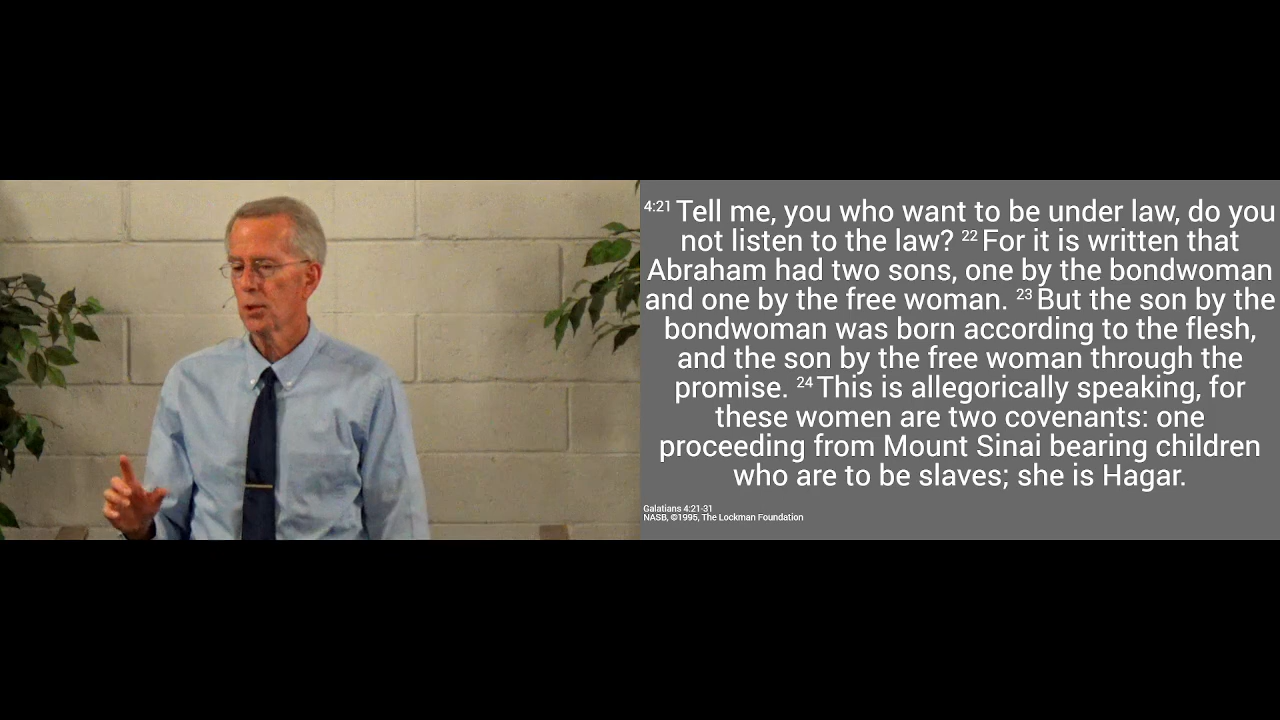 4:21 Tell me, you who want to be under law, do you
not listen to the law? 22 For it is written that
Abraham had two sons, one by the bondwoman
and one by the free woman. 23 But the son by the
bondwoman was born according to the flesh,
and the son by the free woman through the
promise. 24 This is allegorically speaking, for
these women are two covenants: one
proceeding from Mount Sinai bearing children
who are to be slaves; she is Hagar.
Galatians 4:21-31
NASB, ©1995, The Lockman Foundation